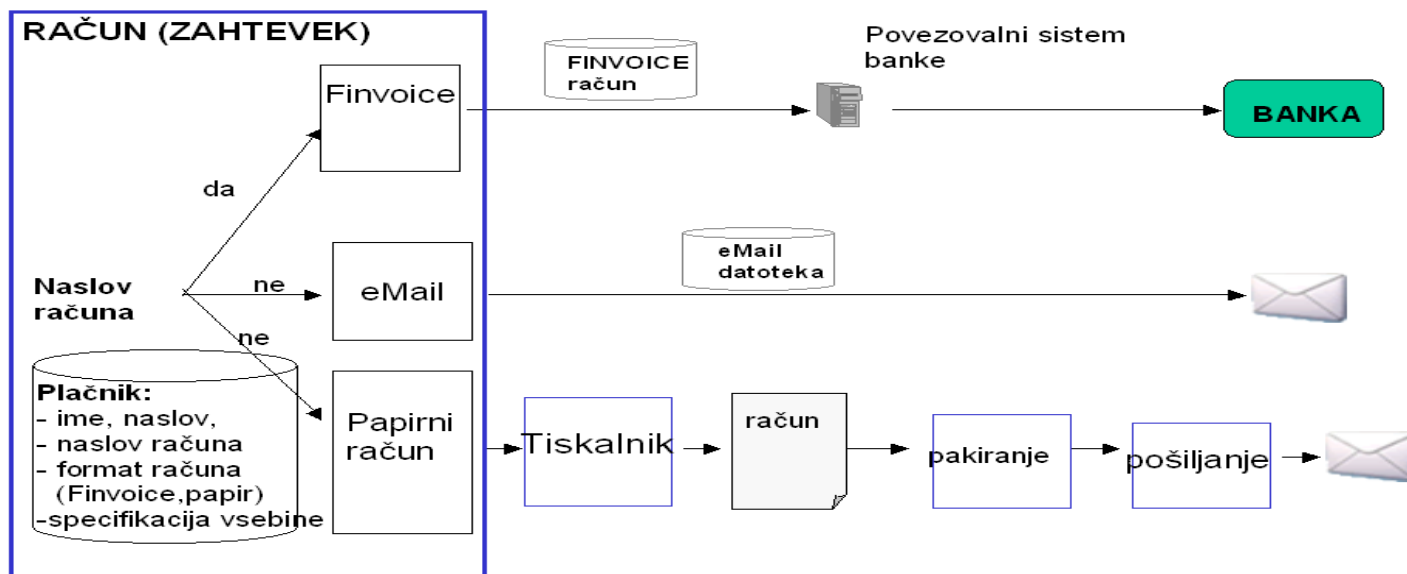 RAČUN (ZAHTEVEK)
Finvoice
FINVOICE
račun
Povezovalni sistem
banke
BANKA
da
Naslov
računa
ne
eMail
eMail
datoteka
ne
Plačnik:
- ime, naslov,
- naslov računa
- format računa
(Finvoice,papir)
-specifikacija vsebine
Papirni
račun
Tiskalnik
račun
pakiranje
pošiljanje